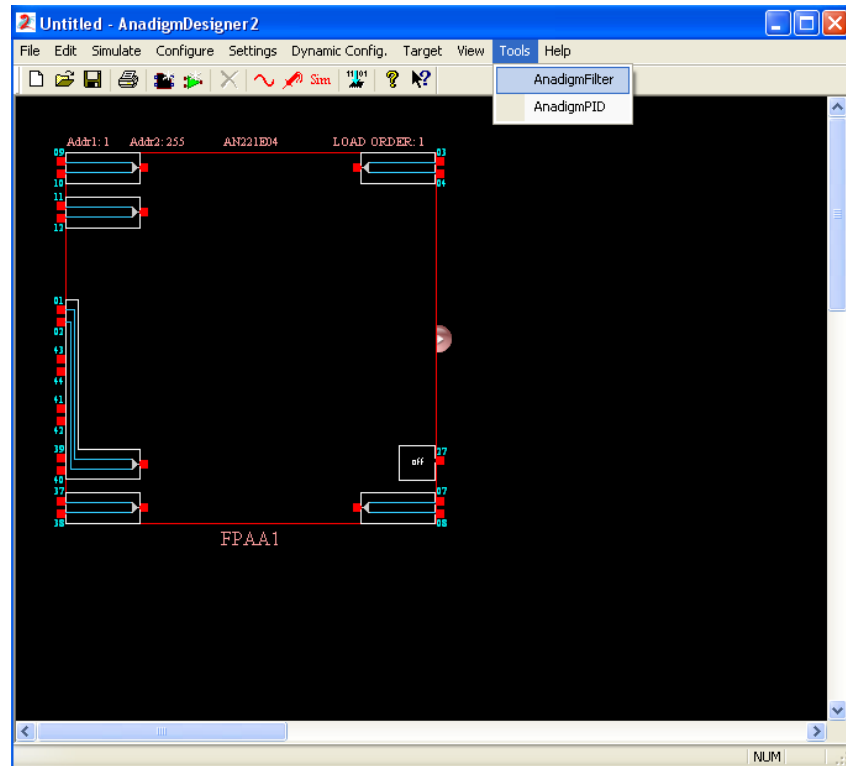 Untitled - AnadigmDesigner2
File Edit Simulate Configure Settings Dynamic Config. Target View Tools Help
Sim
AnadigmFilter
AnadigmPID
Addr1: 1 Addr2: 255 AN221E04 LOAD ORDER: 1
09 03
10 04
11
12
01
02
43
44
41
42
39 27
off
40
37 07
38 08
FPAA1
NUM